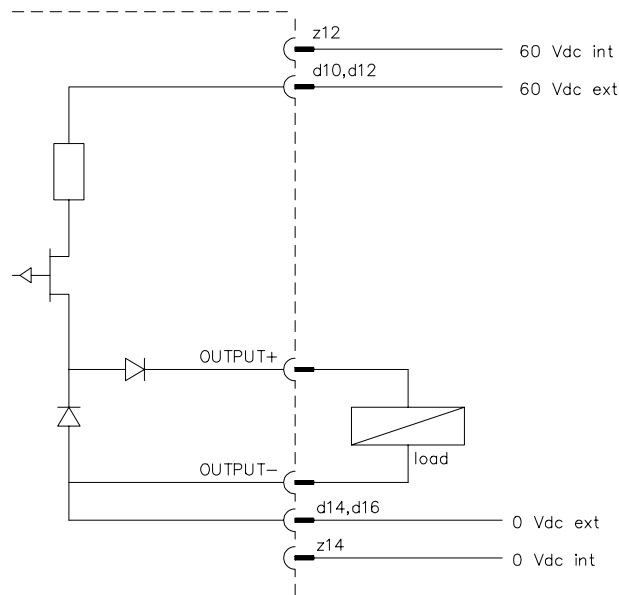 z12
60 Vdc int
d10,d12
60 Vdc ext
OUTPUT+
load
OUTPUT-
d14,d16
0 Vdc ext
z14
0 Vdc int